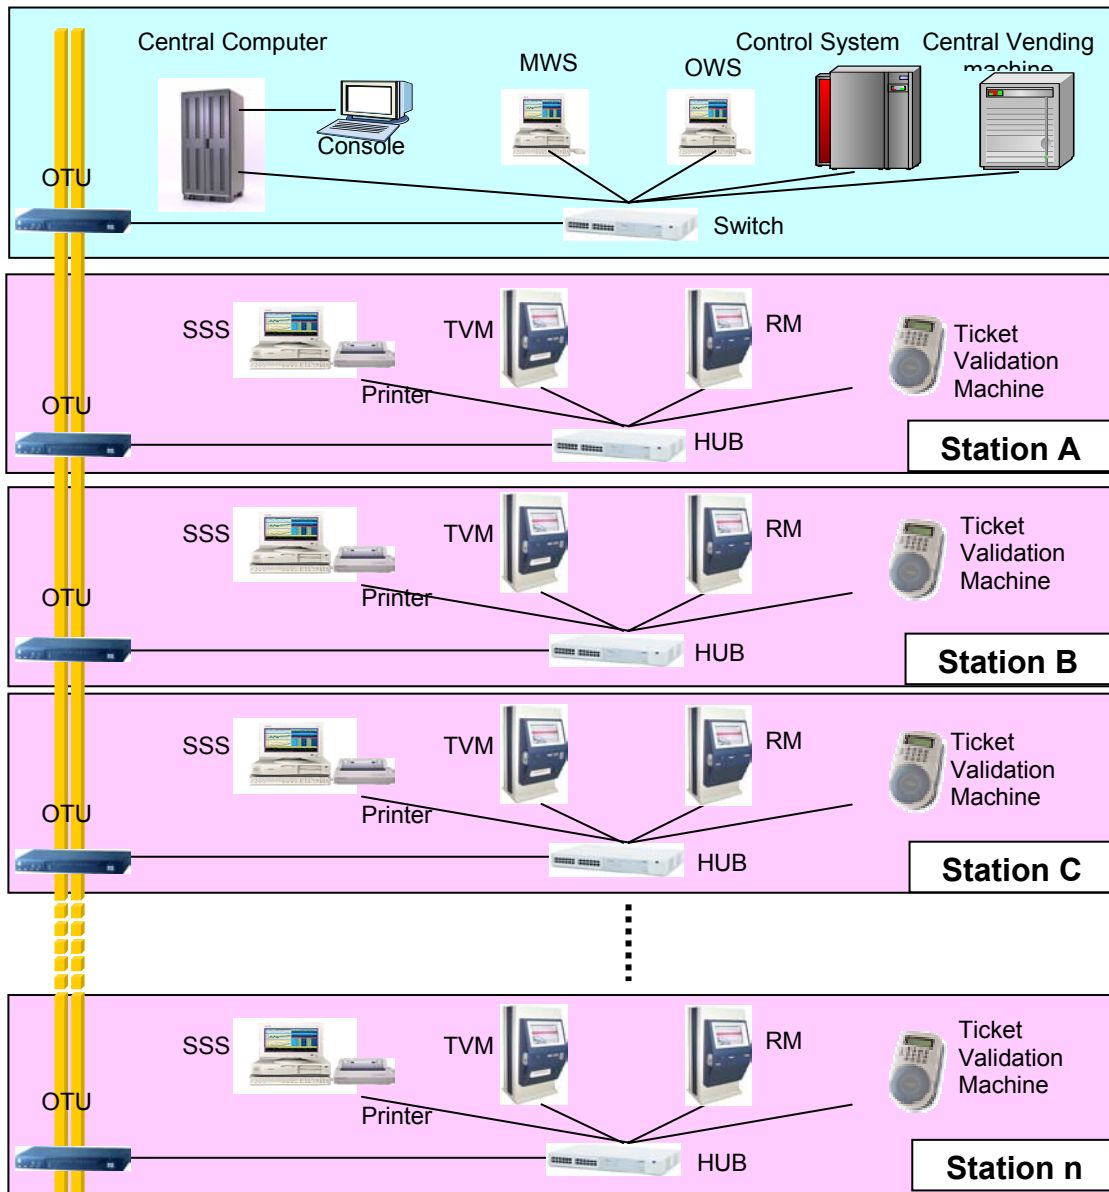 Central Computer
Control System
Central Vending
machine
MWS
OWS
Console
OTU
Switch
SSS
TVM
RM
Ticket
Validation
Machine
Printer
OTU
HUB
Station A
SSS
TVM
RM
Ticket
Validation
Machine
Printer
OTU
HUB
Station B
SSS
TVM
RM
Ticket
Validation
Machine
Printer
OTU
HUB
Station C
SSS
TVM
RM
Ticket
Validation
Machine
Printer
OTU
HUB
Station n